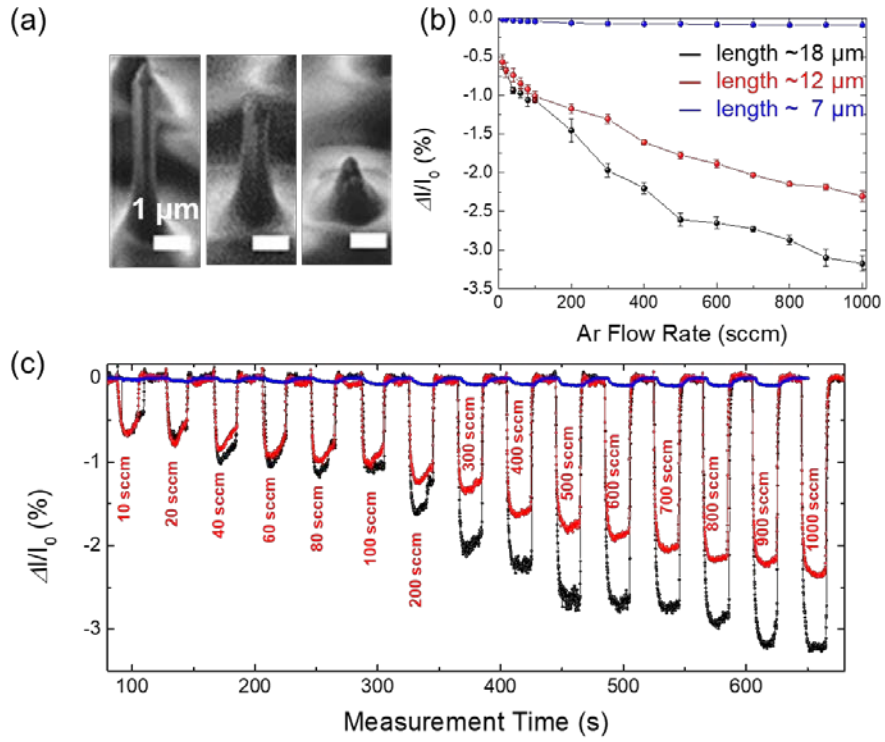 (a)
1 μm
(b)
0.0
-0.5
-1.0
-1.5
-2.0
-2.5
-3.0
-3.5
ΔI/I0 (%)
length ~18 μm
length ~12 μm
length ~ 7 μm
0
200
400
600
800
1000
Ar Flow Rate (sccm)
(c)
0
-1
-2
-3
ΔI/I0 (%)
10 sccm
20 sccm
40 sccm
60 sccm
80 sccm
100 sccm
200 sccm
300 sccm
400 sccm
500 sccm
600 sccm
700 sccm
800 sccm
900 sccm
1000 sccm
100
200
300
400
500
600
Measurement Time (s)